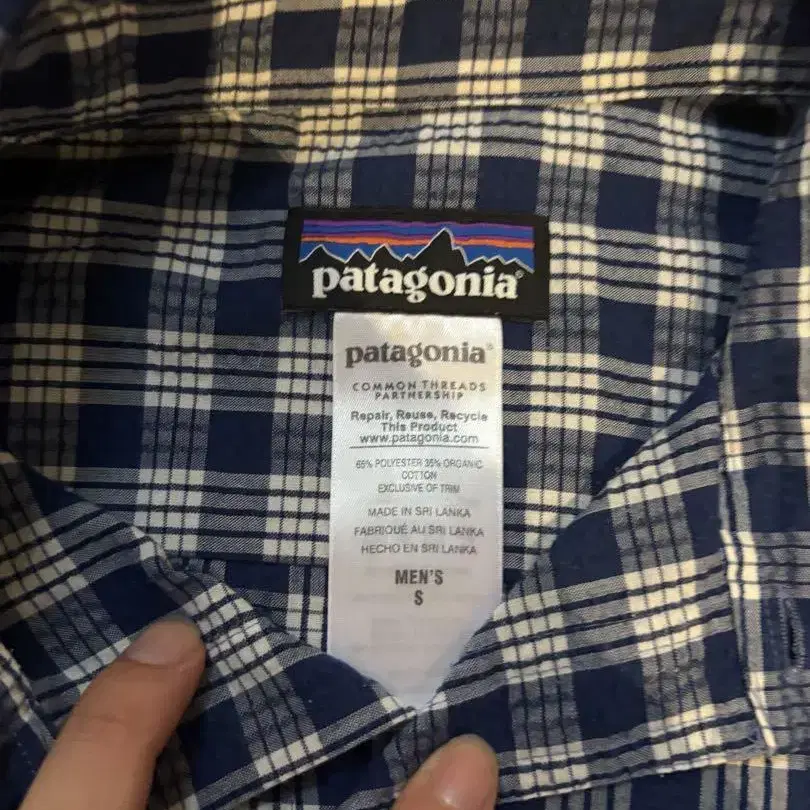 patagonia®
patagonia®
COMMON THREADS
PARTNERSHIP
Repair, Reuse, Recycle
This Product
www.patagonia.com
65% POLYESTER 35% ORGANIC
COTTON
EXCLUSIVE OF TRIM
MADE IN SRI LANKA
FABRIQUÉ AU SRI LANKA
HECHO EN SRI LANKA
MEN'S
S